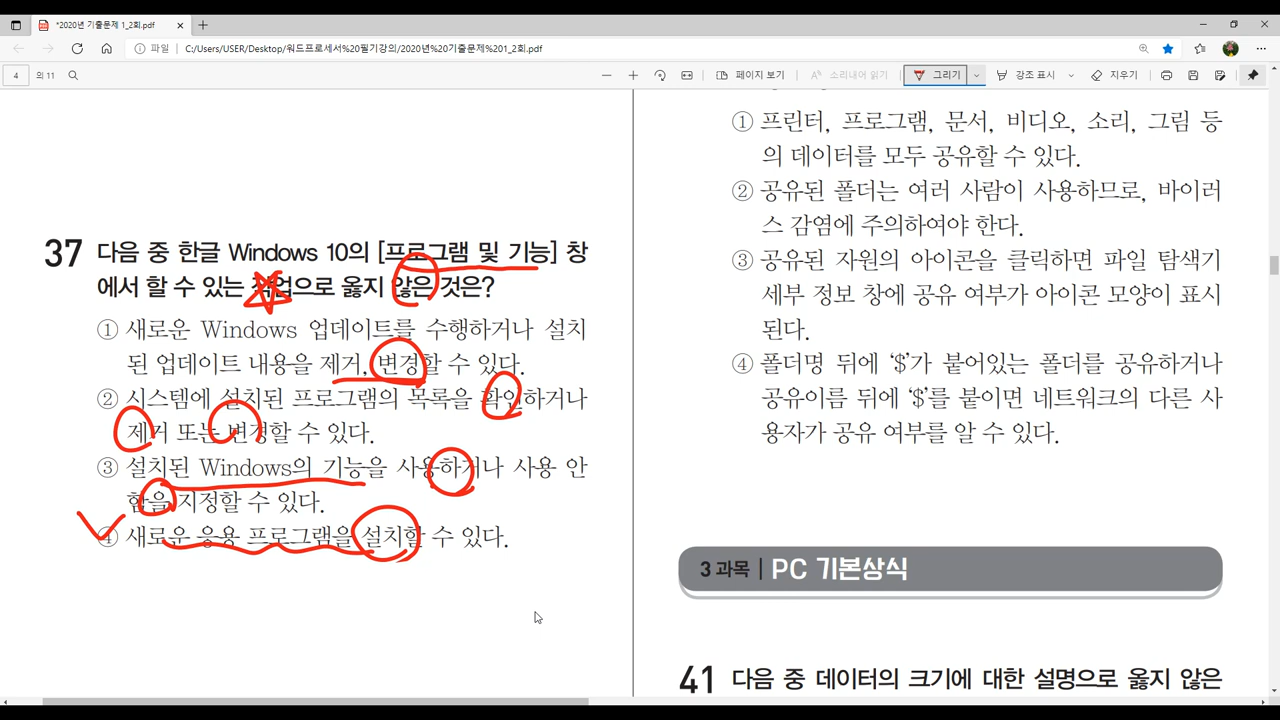 *2020년 기출문제 1_2회.pdf
파일 C:/Users/USER/Desktop/워드프로세서%20필기강의/2020년%20기출문제%201_2회.pdf
4 의 11 페이지 보기 소리내어 읽기 그리기 강조 표시 지우기
37 다음 중 한글 Windows 10의 [프로그램 및 기능] 창
에서 할 수 있는 작업으로 옳지 않은 것은?
① 새로운 Windows 업데이트를 수행하거나 설치
된 업데이트 내용을 제거, 변경할 수 있다.
② 시스템에 설치된 프로그램의 목록을 확인하거나
제거 또는 변경할 수 있다.
③ 설치된 Windows의 기능을 사용하거나 사용 안
함을 지정할 수 있다.
④ 새로운 응용 프로그램을 설치할 수 있다.
① 프린터, 프로그램, 문서, 비디오, 소리, 그림 등
의 데이터를 모두 공유할 수 있다.
② 공유된 폴더는 여러 사람이 사용하므로, 바이러
스 감염에 주의하여야 한다.
③ 공유된 자원의 아이콘을 클릭하면 파일 탐색기
세부 정보 창에 공유 여부가 아이콘 모양이 표시
된다.
④ 폴더명 뒤에 '$'가 붙어있는 폴더를 공유하거나
공유이름 뒤에 '$'를 붙이면 네트워크의 다른 사
용자가 공유 여부를 알 수 있다.
3 과목 | PC 기본상식
41 다음 중 데이터의 크기에 대한 설명으로 옳지 않은